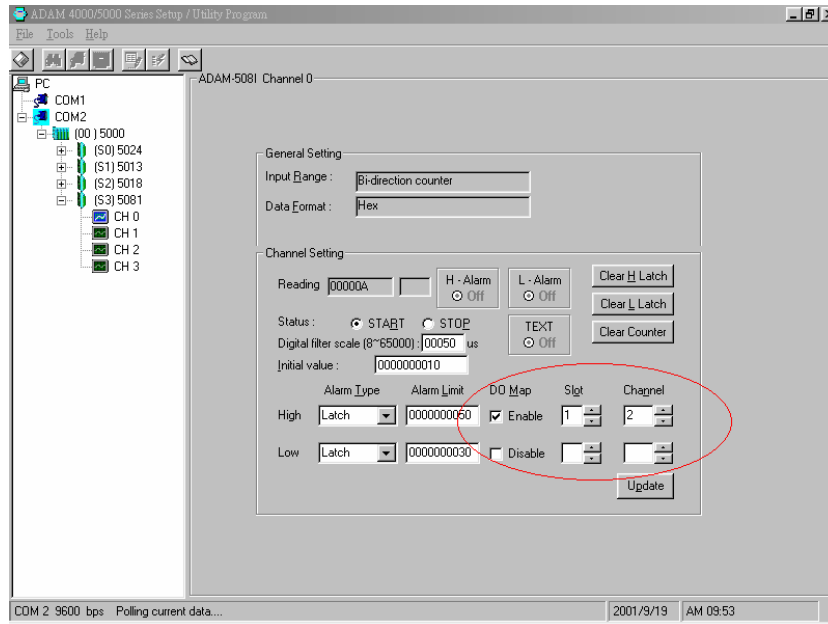 ADAM 4000/5000 Series Setup / Utility Program
File Tools Help
PC
COM1
COM2
(00 ) 5000
(S0) 5024
(S1) 5013
(S2) 5018
(S3) 5081
CH 0
CH 1
CH 2
CH 3
ADAM-5081 Channel 0
General Setting
Input Range : Bi-direction counter
Data Format : Hex
Channel Setting
Reading 00000A
H - Alarm
Off
L - Alarm
Off
Clear H Latch
Clear L Latch
Clear Counter
Status : START STOP
TEXT
Off
Digital filter scale (8~65000) : 00050 us
Initial value : 0000000010
Alarm Type Alarm Limit DO Map Slot Channel
High Latch 0000000050 Enable 1 2
Low Latch 0000000030 Disable
Update
COM 2 9600 bps Polling current data.... 2001/9/19 AM 09:53